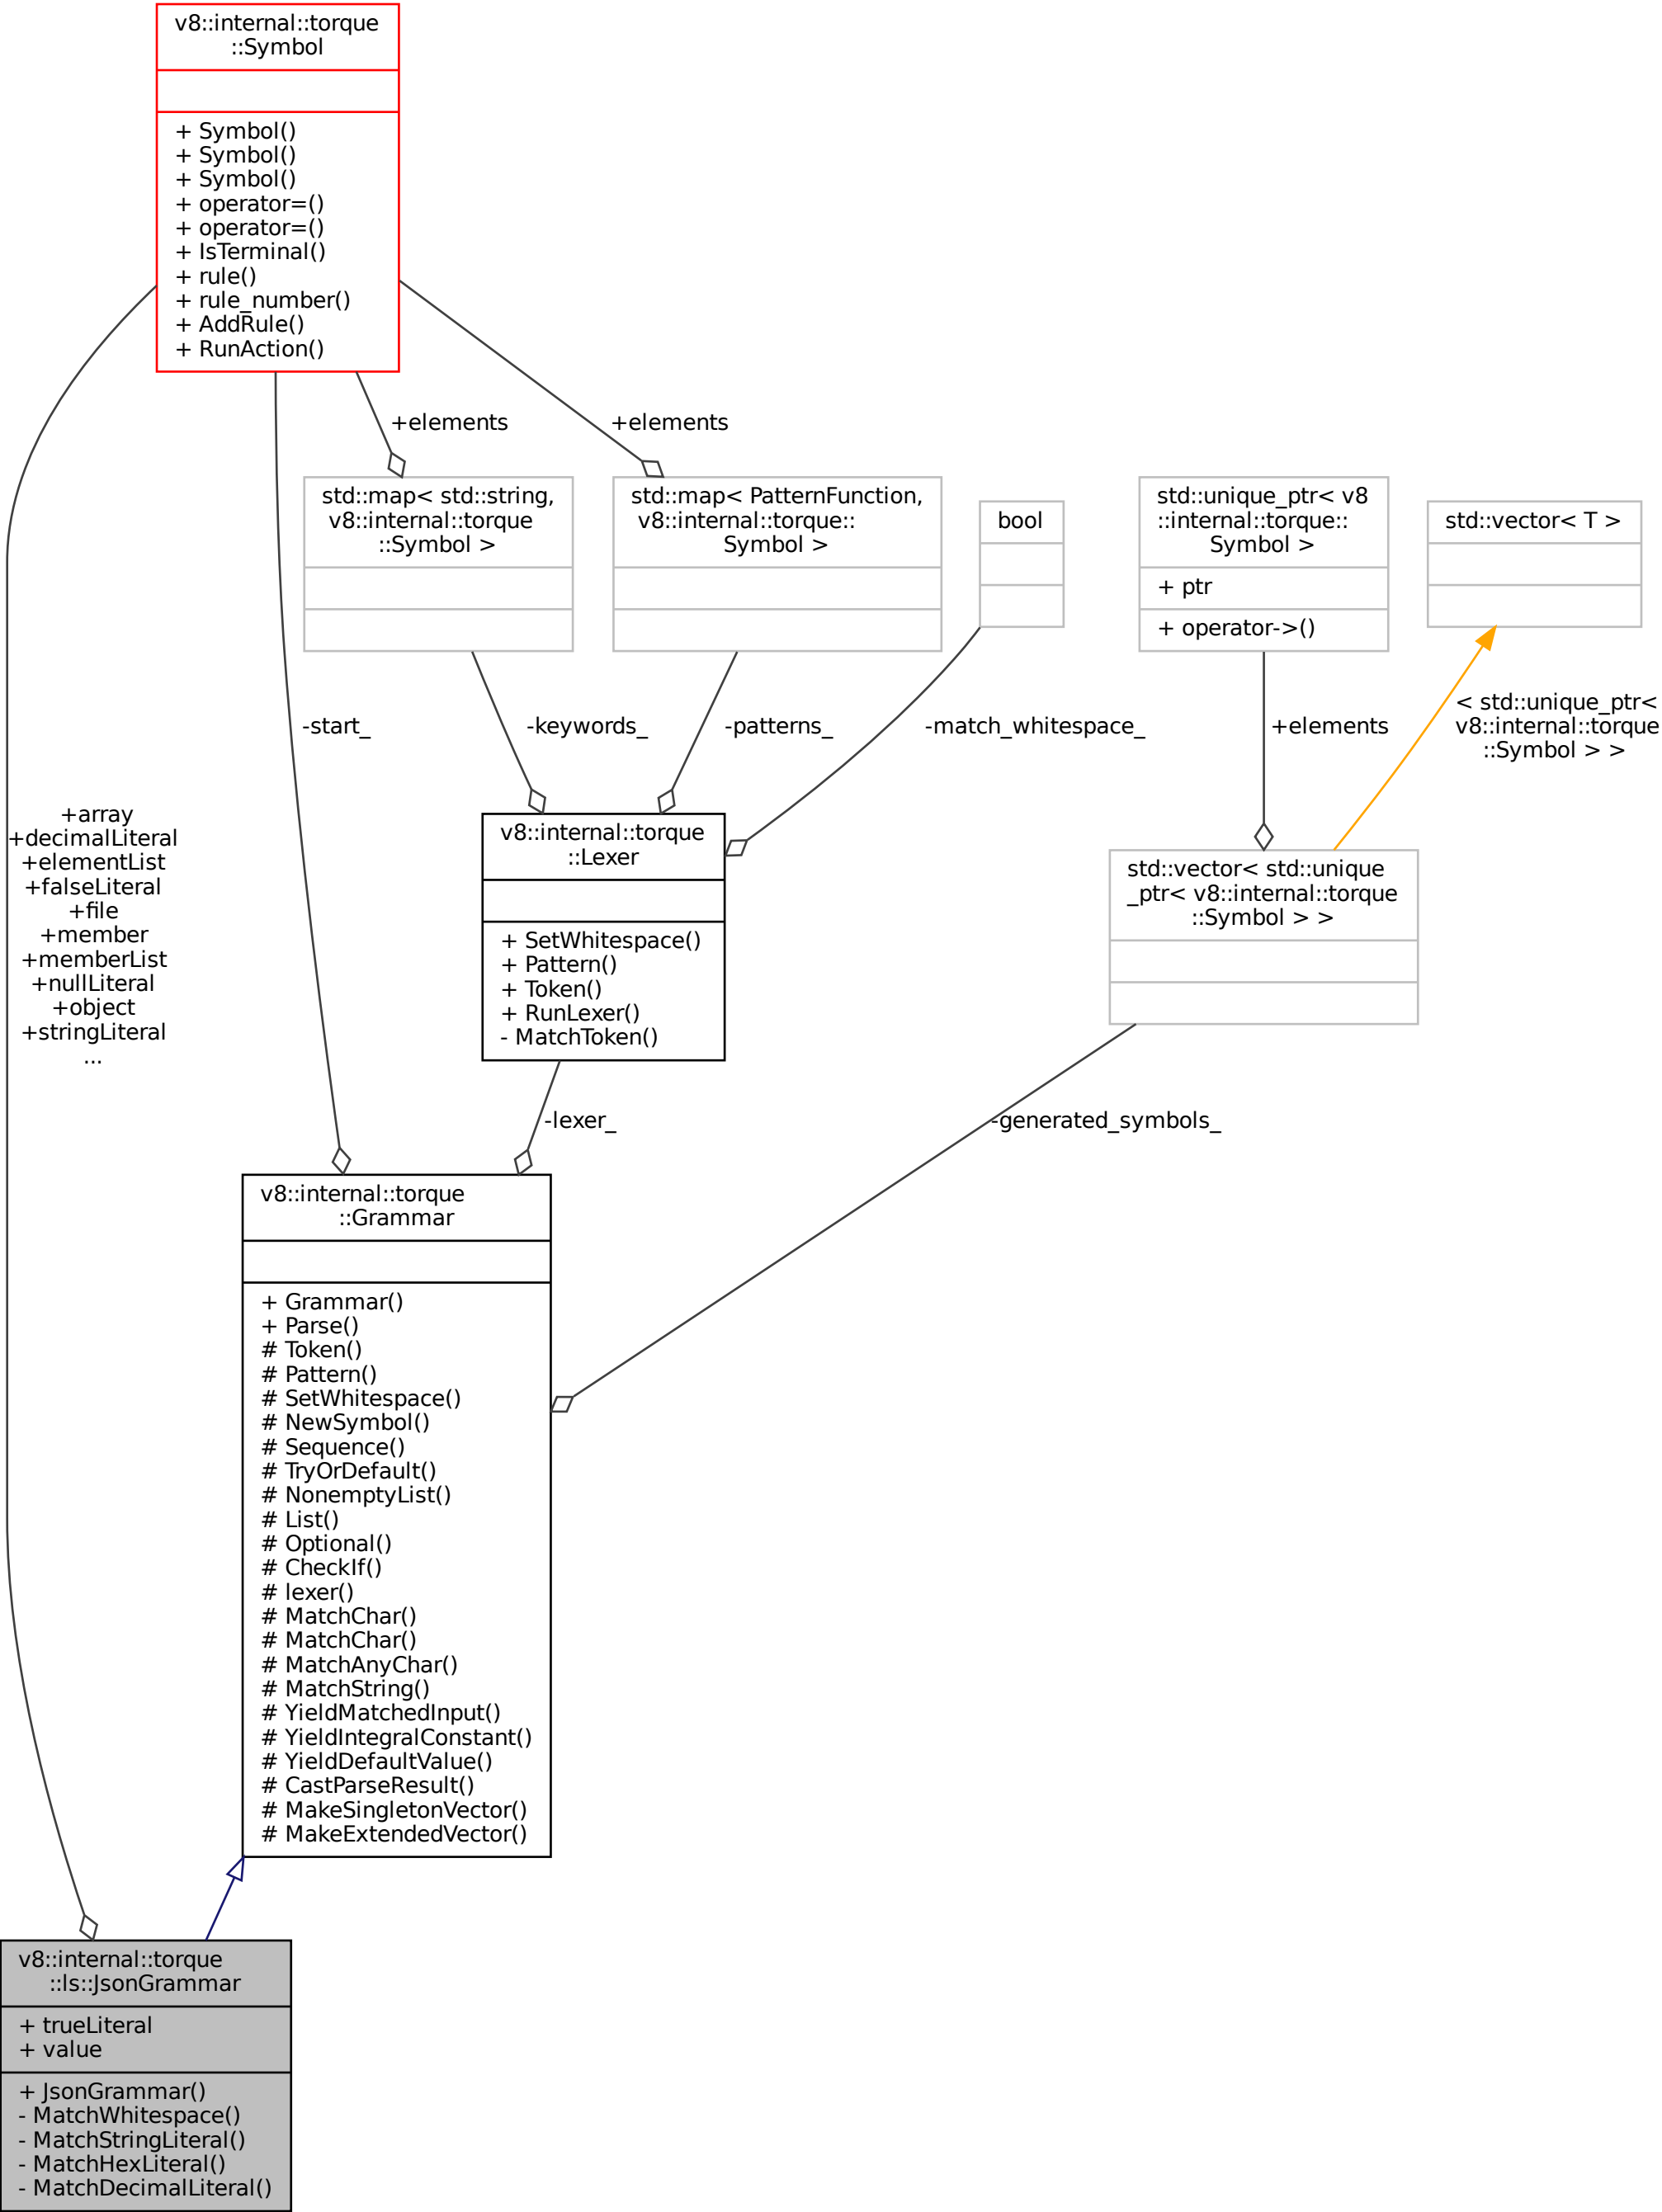 v8::internal::torque
::Symbol
+ Symbol()
+ Symbol()
+ Symbol()
+ operator=()
+ operator=()
+ IsTerminal()
+ rule()
+ rule_number()
+ AddRule()
+ RunAction()
+elements
+elements
std::map< std::string,
v8::internal::torque
::Symbol >
std::map< PatternFunction,
v8::internal::torque::
Symbol >
bool
std::unique_ptr< v8
::internal::torque::
Symbol >
+ ptr
+ operator->()
std::vector< T >
-start_
-keywords_
-patterns_
-match_whitespace_
+elements
< std::unique_ptr<
v8::internal::torque
::Symbol > >
+array
+decimalLiteral
+elementList
+falseLiteral
+file
+member
+memberList
+nullLiteral
+object
+stringLiteral
...
v8::internal::torque
::Lexer
+ SetWhitespace()
+ Pattern()
+ Token()
+ RunLexer()
- MatchToken()
std::vector< std::unique
_ptr< v8::internal::torque
::Symbol > >
-lexer_
-generated_symbols_
v8::internal::torque
::Grammar
+ Grammar()
+ Parse()
# Token()
# Pattern()
# SetWhitespace()
# NewSymbol()
# Sequence()
# TryOrDefault()
# NonemptyList()
# List()
# Optional()
# CheckIf()
# lexer()
# MatchChar()
# MatchChar()
# MatchAnyChar()
# MatchString()
# YieldMatchedInput()
# YieldIntegralConstant()
# YieldDefaultValue()
# CastParseResult()
# MakeSingletonVector()
# MakeExtendedVector()
v8::internal::torque
::ls::JsonGrammar
+ trueLiteral
+ value
+ JsonGrammar()
- MatchWhitespace()
- MatchStringLiteral()
- MatchHexLiteral()
- MatchDecimalLiteral()